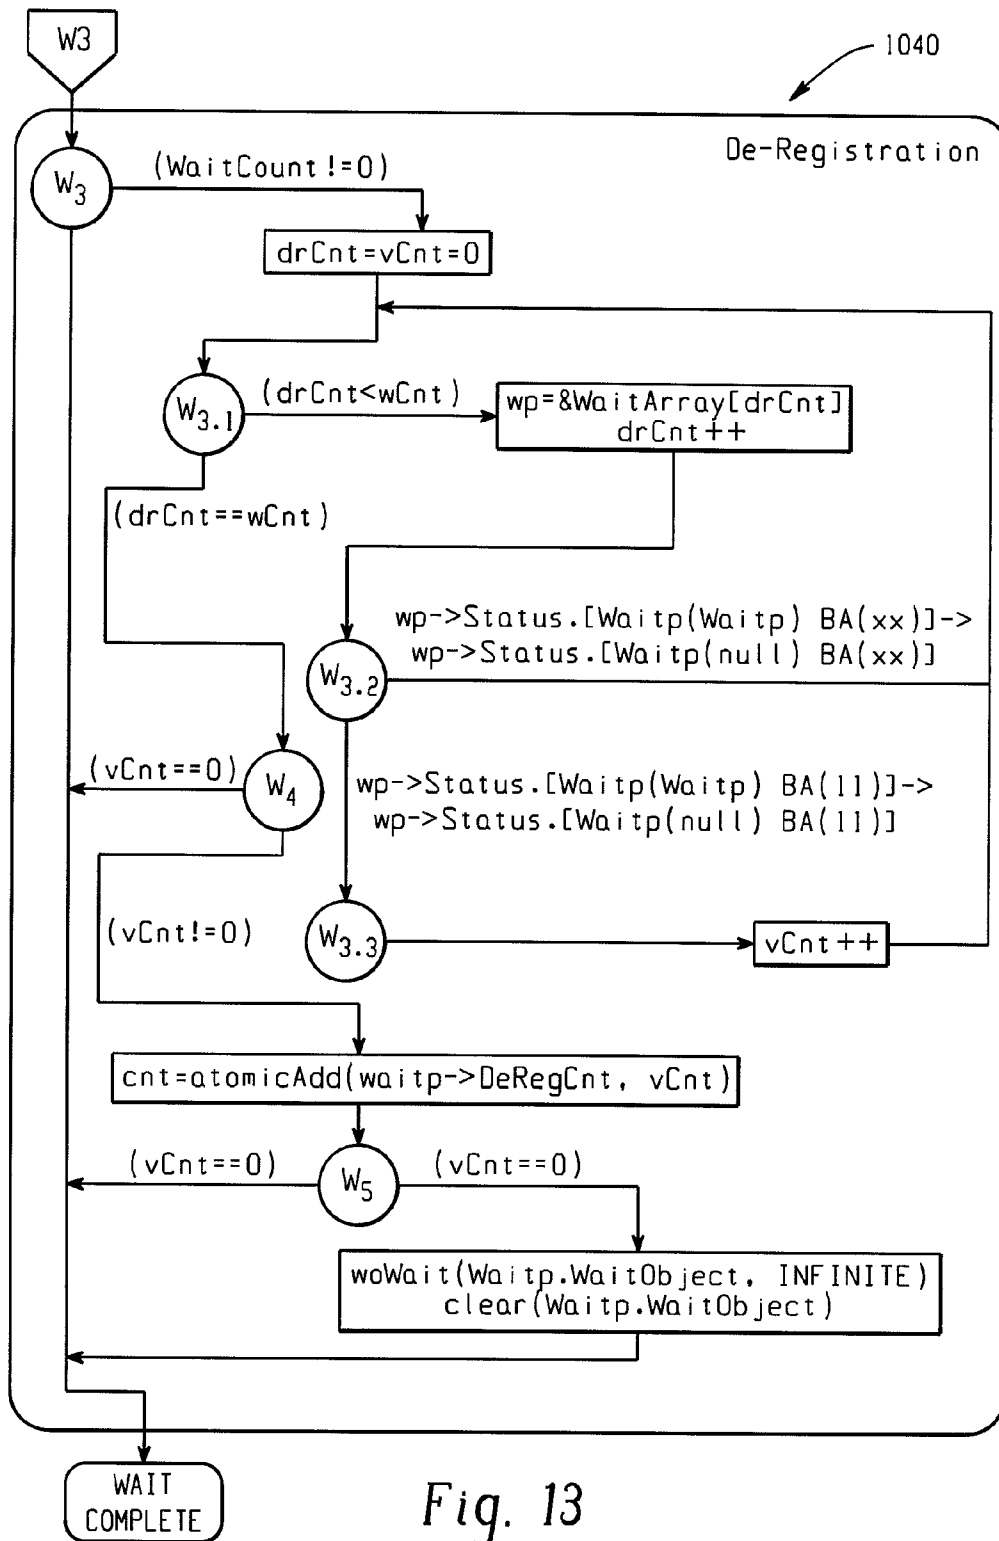 W3
1040
De-Registration
(WaitCount!=0)
W3
drCnt=vCnt=0
(drCnt<wCnt)
W3.1
wp=&WaitArray[drCnt]
drCnt++
(drCnt==wCnt)
wp->Status.[Waitp(Waitp) BA(xx)]->
wp->Status.[Waitp(null) BA(xx)]
W3.2
(vCnt==0)
W4
wp->Status.[Waitp(Waitp) BA(11)]->
wp->Status.[Waitp(null) BA(11)]
(vCnt!=0)
W3.3
vCnt++
cnt=atomicAdd(waitp->DeRegCnt, vCnt)
(vCnt==0)
(vCnt==0)
W5
woWait(Waitp.WaitObject, INFINITE)
clear(Waitp.WaitObject)
WAIT
COMPLETE
Fig. 13